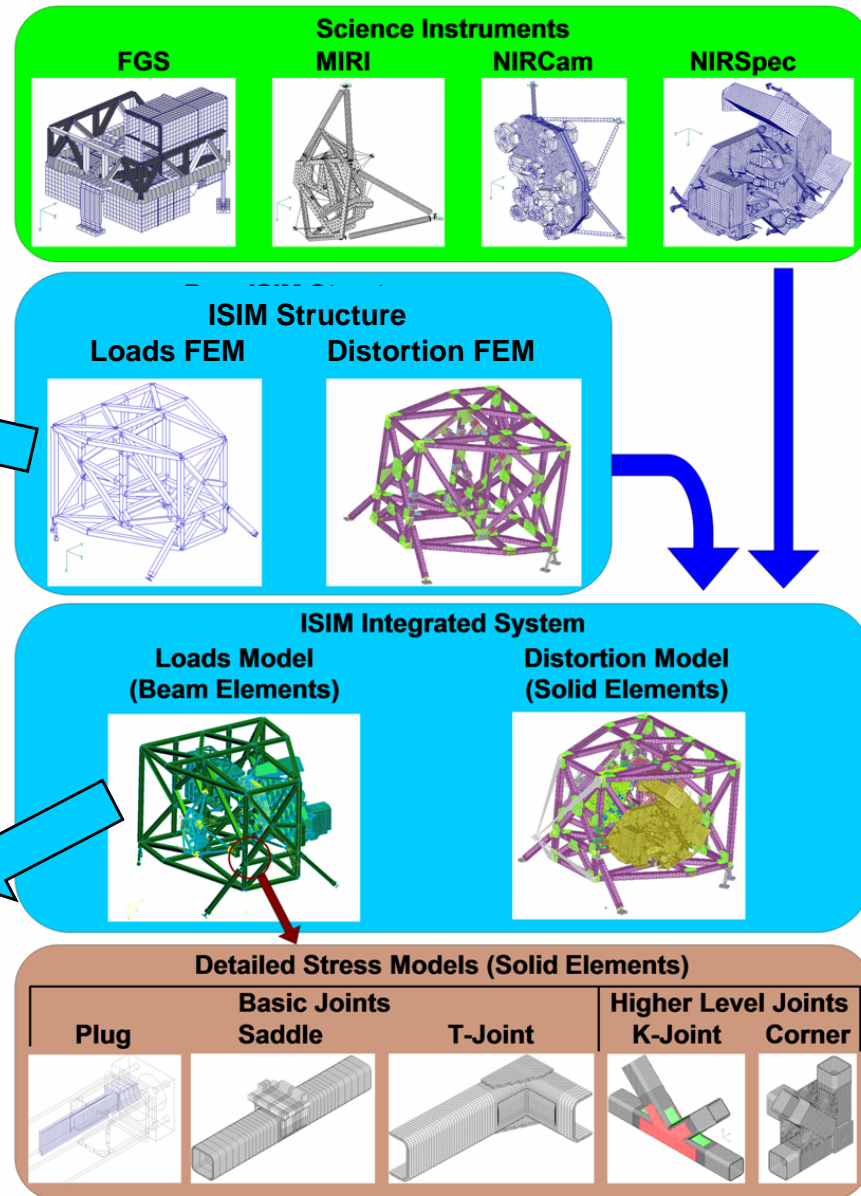 Science Instruments
FGS MIRI NIRCam NIRSpec
ISIM Structure
Loads FEM Distortion FEM
ISIM Integrated System
Loads Model Distortion Model
(Beam Elements) (Solid Elements)
Detailed Stress Models (Solid Elements)
Basic Joints Higher Level Joints
Plug Saddle T-Joint K-Joint Corner